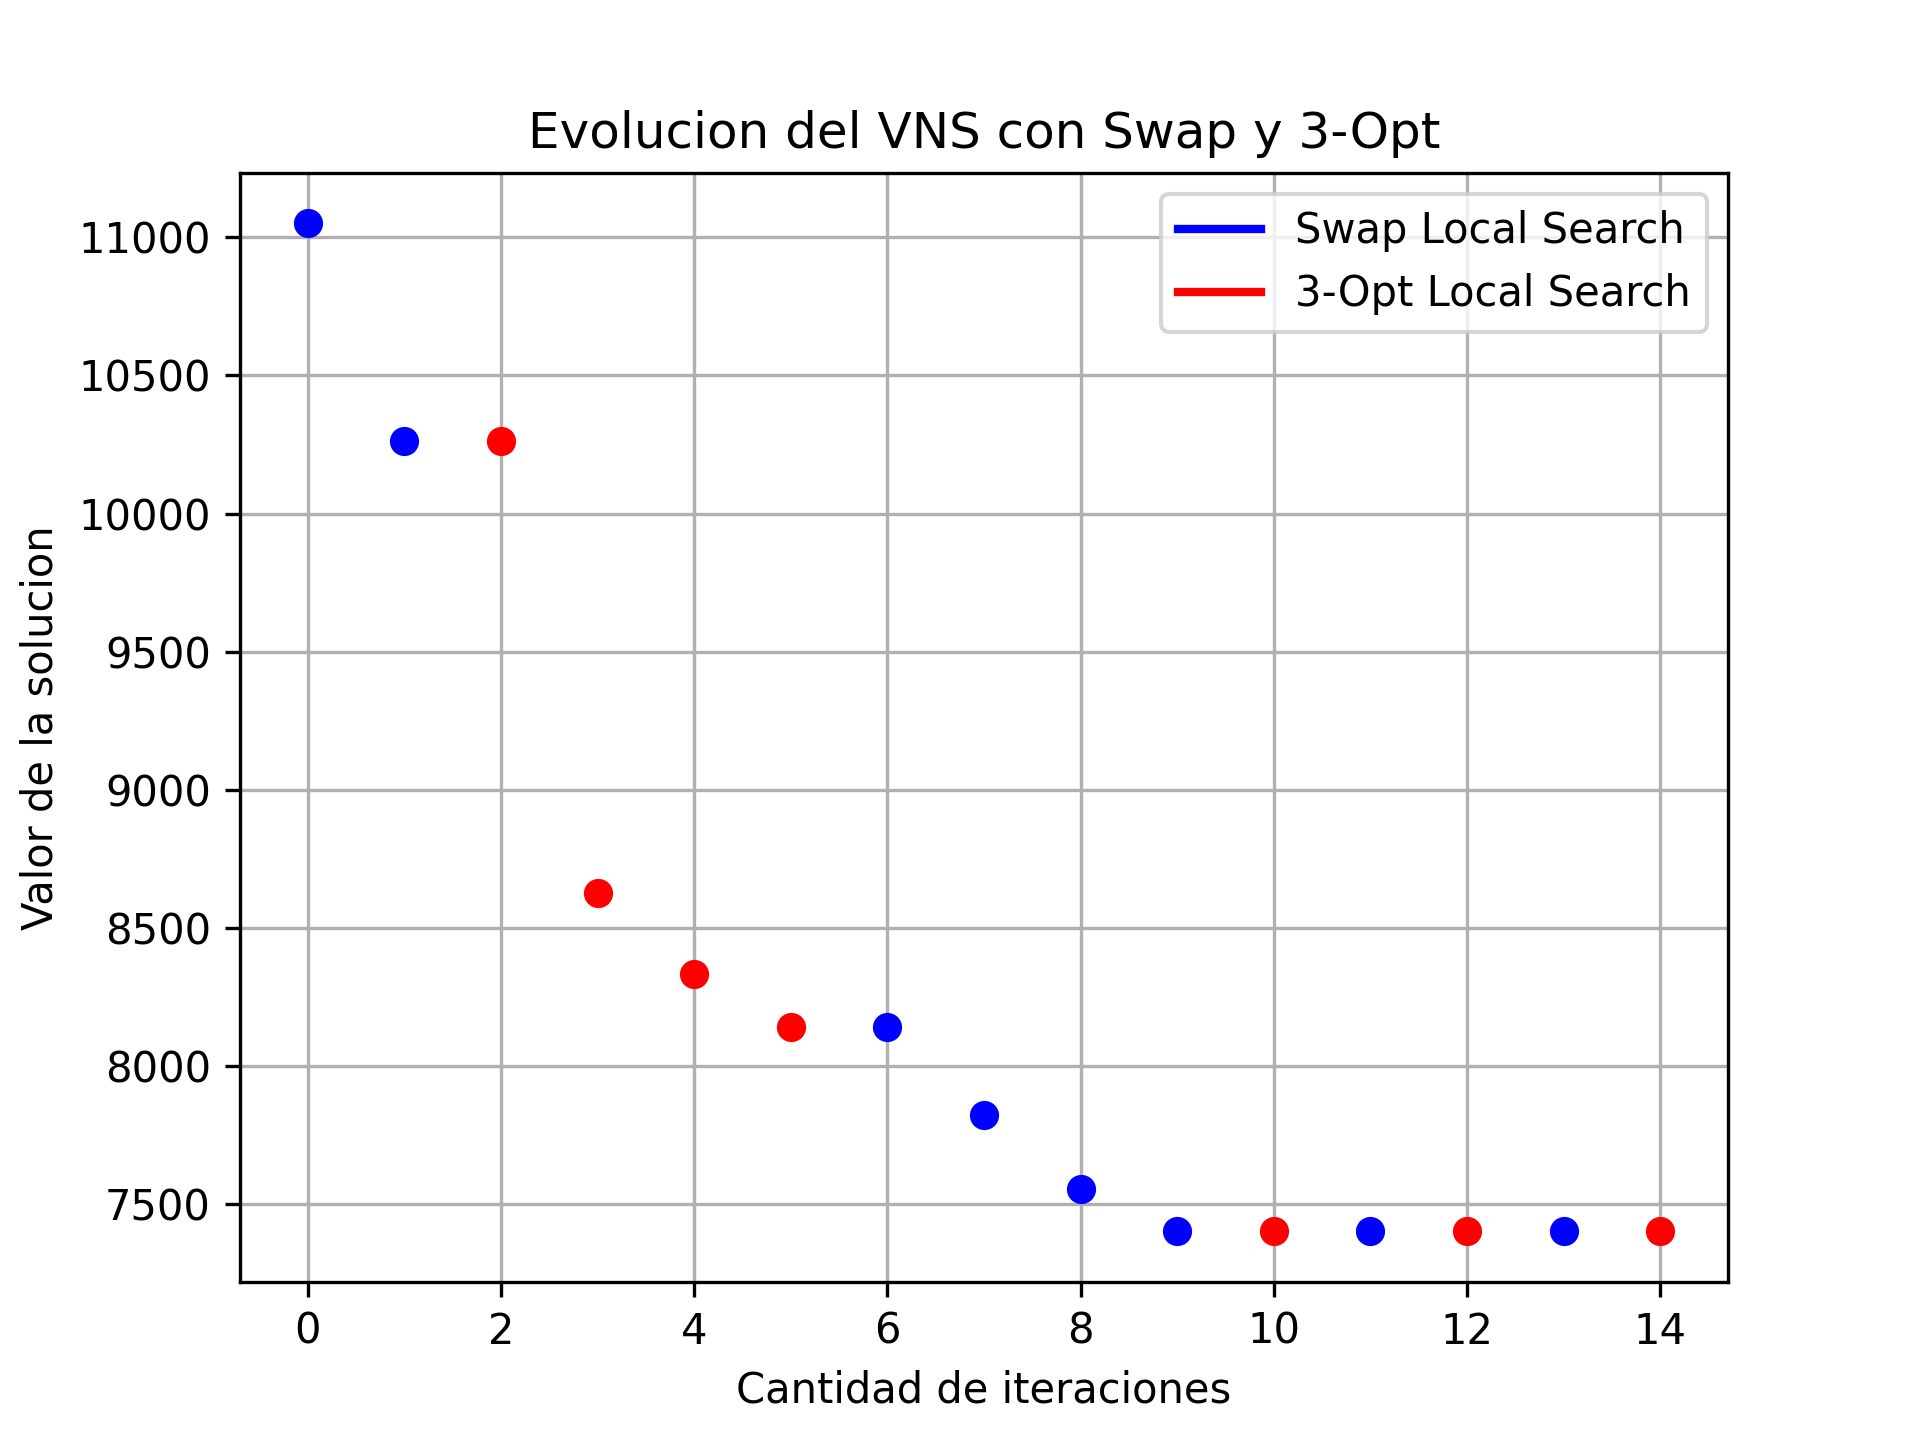 Evolucion del VNS con Swap y 3-Opt
Swap Local Search
3-Opt Local Search
Valor de la solucion
11000
10500
10000
9500
9000
8500
8000
7500
0 2 4 6 8 10 12 14
Cantidad de iteraciones